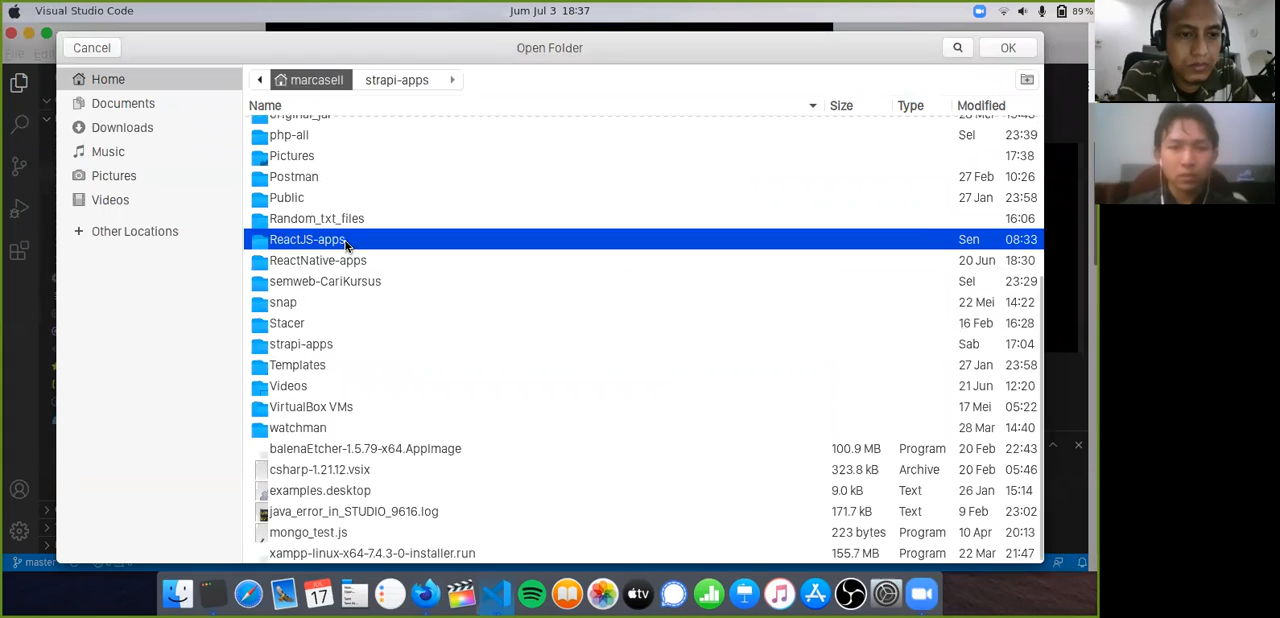 Visual Studio Code
Jum Jul 3 18:37
89%
Cancel
Open Folder
OK
Home
marcasell
strapi-apps
Documents
Name
Size
Type
Modified
Downloads
php-all
Sel 23:39
Music
Pictures
17:38
Pictures
Postman
27 Feb 10:26
Videos
Public
27 Jan 23:58
Random_txt_files
16:06
Other Locations
ReactJS-apps
Sen 08:33
ReactNative-apps
20 Jun 18:30
semweb-CariKursus
Sel 23:29
snap
22 Mei 14:22
Stacer
16 Feb 16:28
strapi-apps
Sab 17:04
Templates
27 Jan 23:58
Videos
21 Jun 12:20
VirtualBox VMs
17 Mei 05:22
watchman
28 Mar 14:40
balenaEtcher-1.5.79-x64.AppImage
100.9 MB Program 20 Feb 22:43
csharp-1.21.12.vsix
323.8 kB Archive 20 Feb 05:46
examples.desktop
9.0 kB Text 26 Jan 15:14
java_error_in_STUDIO_9616.log
171.7 kB Text 9 Feb 23:02
mongo_test.js
223 bytes Program 10 Apr 20:13
xampp-linux-x64-7.4.3-0-installer.run
155.7 MB Program 22 Mar 21:47
master
JUL
17
tv